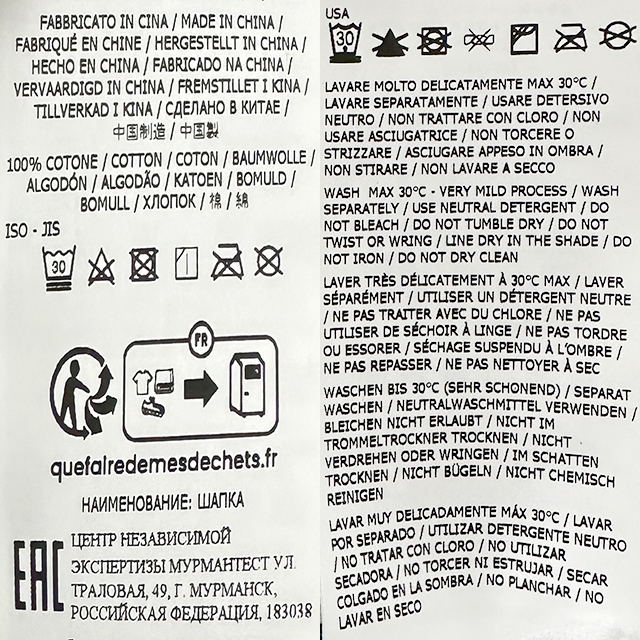 FABBRICATO IN CINA / MADE IN CHINA /
FABRIQUÉ EN CHINE / HERGESTELLT IN CHINA /
HECHO EN CHINA / FABRICADO NA CHINA /
VERVAARDIGD IN CHINA / FREMSTILLET I KINA /
TILLVERKAD I KINA / СДЕЛАНО В КИТАЕ /
中国制造 / 中国製
100% COTONE / COTTON / COTON / BAUMWOLLE /
ALGODÓN / ALGODÃO / KATOEN / BOMULD /
BOMULL / ХЛОПОК / 棉 / 綿
ISO - JIS
30
FR
quefairedemesdechets.fr
НАИМЕНОВАНИЕ: ШАПКА
EAC
ЦЕНТР НЕЗАВИСИМОЙ
ЭКСПЕРТИЗЫ МУРМАНТЕСТ УЛ.
ТРАЛОВАЯ, 49, Г. МУРМАНСК,
РОССИЙСКАЯ ФЕДЕРАЦИЯ, 183038
USA
30
LAVARE MOLTO DELICATAMENTE MAX 30°C /
LAVARE SEPARATAMENTE / USARE DETERSIVO
NEUTRO / NON TRATTARE CON CLORO / NON
USARE ASCIUGATRICE / NON TORCERE O
STRIZZARE / ASCIUGARE APPESO IN OMBRA /
NON STIRARE / NON LAVARE A SECCO
WASH MAX 30°C - VERY MILD PROCESS / WASH
SEPARATELY / USE NEUTRAL DETERGENT / DO
NOT BLEACH / DO NOT TUMBLE DRY / DO NOT
TWIST OR WRING / LINE DRY IN THE SHADE / DO
NOT IRON / DO NOT DRY CLEAN
LAVER TRÈS DÉLICATEMENT À 30°C MAX / LAVER
SÉPARÉMENT / UTILISER UN DÉTERGENT NEUTRE
/ NE PAS TRAITER AVEC DU CHLORE / NE PAS
UTILISER DE SÉCHOIR À LINGE / NE PAS TORDRE
OU ESSORER / SÉCHAGE SUSPENDU À L'OMBRE /
NE PAS REPASSER / NE PAS NETTOYER À SEC
WASCHEN BIS 30°C (SEHR SCHONEND) / SEPARAT
WASCHEN / NEUTRALWASCHMITTEL VERWENDEN /
BLEICHEN NICHT ERLAUBT / NICHT IM
TROMMELTROCKNER TROCKNEN / NICHT
VERDREHEN ODER WRINGEN / IM SCHATTEN
TROCKNEN / NICHT BÜGELN / NICHT CHEMISCH
REINIGEN
LAVAR MUY DELICADAMENTE MÁX 30°C / LAVAR
POR SEPARADO / UTILIZAR DETERGENTE NEUTRO
/ NO TRATAR CON CLORO / NO UTILIZAR
SECADORA / NO TORCER NI ESTRUJAR / SECAR
COLGADO EN LA SOMBRA / NO PLANCHAR / NO
LAVAR EN SECO